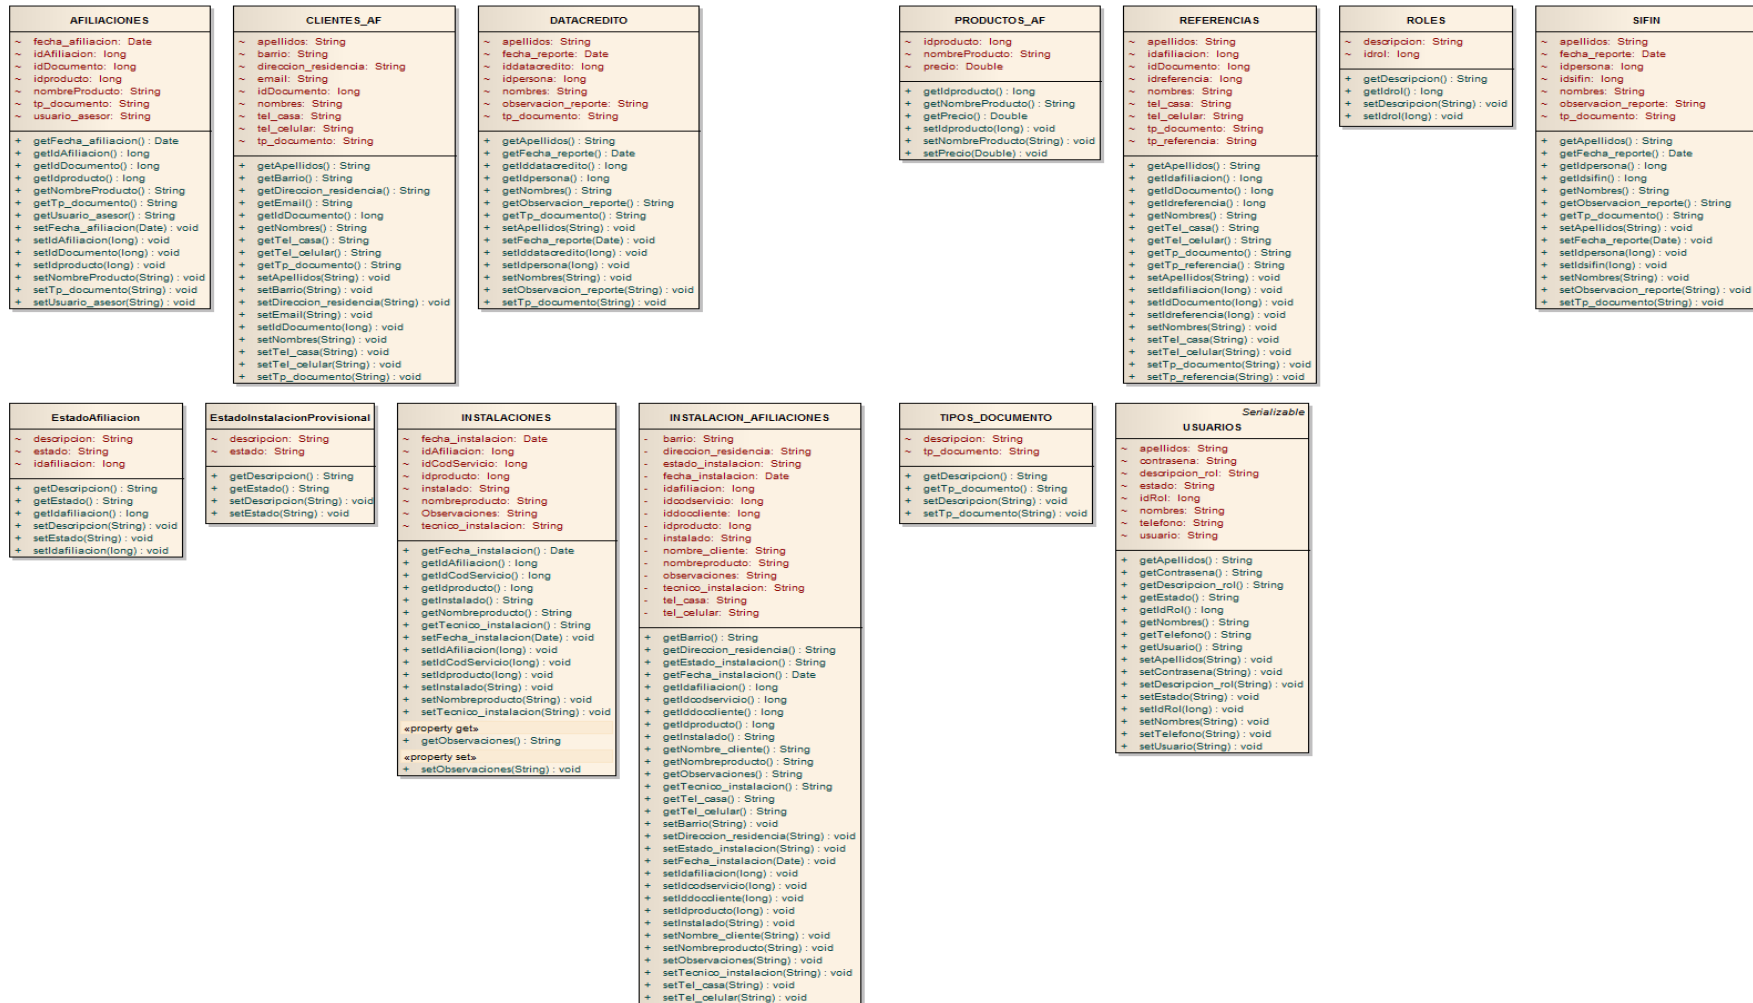 AFILIACIONES
~ fecha_afiliacion: Date
~ idAfiliacion: long
~ idDocumento: long
~ idproducto: long
~ nombreProducto: String
~ tp_documento: String
~ usuario_asesor: String
+ getFecha_afiliacion() : Date
+ getIdAfiliacion() : long
+ getIdDocumento() : long
+ getIdproducto() : long
+ getNombreProducto() : String
+ getTp_documento() : String
+ getUsuario_asesor() : String
+ setFecha_afiliacion(Date) : void
+ setIdAfiliacion(long) : void
+ setIdDocumento(long) : void
+ setIdproducto(long) : void
+ setNombreProducto(String) : void
+ setTp_documento(String) : void
+ setUsuario_asesor(String) : void
CLIENTES_AF
~ apellidos: String
~ barrio: String
~ direccion_residencia: String
~ email: String
~ idDocumento: long
~ nombres: String
~ tel_casa: String
~ tel_celular: String
~ tp_documento: String
+ getApellidos() : String
+ getBarrio() : String
+ getDireccion_residencia() : String
+ getEmail() : String
+ getIdDocumento() : long
+ getNombres() : String
+ getTel_casa() : String
+ getTel_celular() : String
+ getTp_documento() : String
+ setApellidos(String) : void
+ setBarrio(String) : void
+ setDireccion_residencia(String) : void
+ setEmail(String) : void
+ setIdDocumento(long) : void
+ setNombres(String) : void
+ setTel_casa(String) : void
+ setTel_celular(String) : void
+ setTp_documento(String) : void
DATACREDITO
~ apellidos: String
~ fecha_reporte: Date
~ iddatacredito: long
~ idpersona: long
~ nombres: String
~ observacion_reporte: String
~ tp_documento: String
+ getApellidos() : String
+ getFecha_reporte() : Date
+ getIddatacredito() : long
+ getIdpersona() : long
+ getNombres() : String
+ getObservacion_reporte() : String
+ getTp_documento() : String
+ setApellidos(String) : void
+ setFecha_reporte(Date) : void
+ setIddatacredito(long) : void
+ setIdpersona(long) : void
+ setNombres(String) : void
+ setObservacion_reporte(String) : void
+ setTp_documento(String) : void
PRODUCTOS_AF
~ idproducto: long
~ nombreProducto: String
~ precio: Double
+ getIdproducto() : long
+ getNombreProducto() : String
+ getPrecio() : Double
+ setIdproducto(long) : void
+ setNombreProducto(String) : void
+ setPrecio(Double) : void
REFERENCIAS
~ apellidos: String
~ idafiliacion: long
~ idDocumento: long
~ idreferencia: long
~ nombres: String
~ tel_casa: String
~ tel_celular: String
~ tp_documento: String
~ tp_referencia: String
+ getApellidos() : String
+ getIdafiliacion() : long
+ getIdDocumento() : long
+ getIdreferencia() : long
+ getNombres() : String
+ getTel_casa() : String
+ getTel_celular() : String
+ getTp_documento() : String
+ getTp_referencia() : String
+ setApellidos(String) : void
+ setIdafiliacion(long) : void
+ setIdDocumento(long) : void
+ setIdreferencia(long) : void
+ setNombres(String) : void
+ setTel_casa(String) : void
+ setTel_celular(String) : void
+ setTp_documento(String) : void
+ setTp_referencia(String) : void
ROLES
~ descripcion: String
~ idrol: long
+ getDescripcion() : String
+ getIdrol() : long
+ setDescripcion(String) : void
+ setIdrol(long) : void
SIFIN
~ apellidos: String
~ fecha_reporte: Date
~ idpersona: long
~ idsifin: long
~ nombres: String
~ observacion_reporte: String
~ tp_documento: String
+ getApellidos() : String
+ getFecha_reporte() : Date
+ getIdpersona() : long
+ getIdsifin() : long
+ getNombres() : String
+ getObservacion_reporte() : String
+ getTp_documento() : String
+ setApellidos(String) : void
+ setFecha_reporte(Date) : void
+ setIdpersona(long) : void
+ setIdsifin(long) : void
+ setNombres(String) : void
+ setObservacion_reporte(String) : void
+ setTp_documento(String) : void
EstadoAfiliacion
~ descripcion: String
~ estado: String
~ idafiliacion: long
+ getDescripcion() : String
+ getEstado() : String
+ getIdafiliacion() : long
+ setDescripcion(String) : void
+ setEstado(String) : void
+ setIdafiliacion(long) : void
EstadoInstalacionProvisional
~ descripcion: String
~ estado: String
+ getDescripcion() : String
+ getEstado() : String
+ setDescripcion(String) : void
+ setEstado(String) : void
INSTALACIONES
~ fecha_instalacion: Date
~ idAfiliacion: long
~ idCodServicio: long
~ idproducto: long
~ instalado: String
~ nombreproducto: String
~ Observaciones: String
~ tecnico_instalacion: String
+ getFecha_instalacion() : Date
+ getIdAfiliacion() : long
+ getIdCodServicio() : long
+ getIdproducto() : long
+ getInstalado() : String
+ getNombreproducto() : String
+ getTecnico_instalacion() : String
+ setFecha_instalacion(Date) : void
+ setIdAfiliacion(long) : void
+ setIdCodServicio(long) : void
+ setIdproducto(long) : void
+ setInstalado(String) : void
+ setNombreproducto(String) : void
+ setTecnico_instalacion(String) : void
«property get»
+ getObservaciones() : String
«property set»
+ setObservaciones(String) : void
INSTALACION_AFILIACIONES
- barrio: String
- direccion_residencia: String
- estado_instalacion: String
- fecha_instalacion: Date
- idafiliacion: long
- idcodservicio: long
- iddoccliente: long
- idproducto: long
- instalado: String
- nombre_cliente: String
- nombreproducto: String
- observaciones: String
- tecnico_instalacion: String
- tel_casa: String
- tel_celular: String
+ getBarrio() : String
+ getDireccion_residencia() : String
+ getEstado_instalacion() : String
+ getFecha_instalacion() : Date
+ getIdafiliacion() : long
+ getIdcodservicio() : long
+ getIddoccliente() : long
+ getIdproducto() : long
+ getInstalado() : String
+ getNombre_cliente() : String
+ getNombreproducto() : String
+ getObservaciones() : String
+ getTecnico_instalacion() : String
+ getTel_casa() : String
+ getTel_celular() : String
+ setBarrio(String) : void
+ setDireccion_residencia(String) : void
+ setEstado_instalacion(String) : void
+ setFecha_instalacion(Date) : void
+ setIdafiliacion(long) : void
+ setIdcodservicio(long) : void
+ setIddoccliente(long) : void
+ setIdproducto(long) : void
+ setInstalado(String) : void
+ setNombre_cliente(String) : void
+ setNombreproducto(String) : void
+ setObservaciones(String) : void
+ setTecnico_instalacion(String) : void
+ setTel_casa(String) : void
+ setTel_celular(String) : void
TIPOS_DOCUMENTO
~ descripcion: String
~ tp_documento: String
+ getDescripcion() : String
+ getTp_documento() : String
+ setDescripcion(String) : void
+ setTp_documento(String) : void
Serializable
USUARIOS
~ apellidos: String
~ contrasena: String
~ descripcion_rol: String
~ estado: String
~ idRol: long
~ nombres: String
~ telefono: String
~ usuario: String
+ getApellidos() : String
+ getContrasena() : String
+ getDescripcion_rol() : String
+ getEstado() : String
+ getIdRol() : long
+ getNombres() : String
+ getTelefono() : String
+ getUsuario() : String
+ setApellidos(String) : void
+ setContrasena(String) : void
+ setDescripcion_rol(String) : void
+ setEstado(String) : void
+ setIdRol(long) : void
+ setNombres(String) : void
+ setTelefono(String) : void
+ setUsuario(String) : void